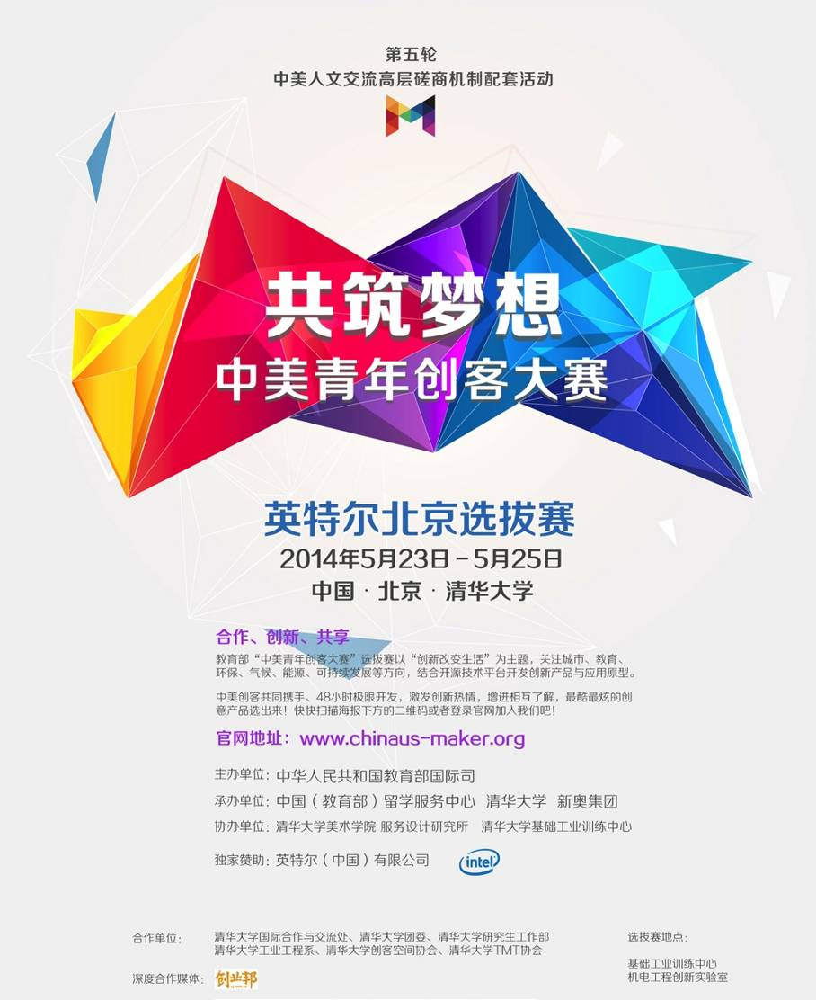 第五轮
中美人文交流高层磋商机制配套活动
共筑梦想
中美青年创客大赛
英特尔北京选拔赛
2014年5月23日－5月25日
中国·北京·清华大学
合作、创新、共享
教育部“中美青年创客大赛”选拔赛以“创新改变生活”为主题，关注城市、教育、
环保、气候、能源、可持续发展等方向，结合开源技术平台开发创新产品与应用原型。
中美创客共同携手、48小时极限开发，激发创新热情，增进相互了解，最酷最炫的创
意产品选出来！快快扫描海报下方的二维码或者登录官网加入我们吧！
官网地址：www.chinaus-maker.org
主办单位：中华人民共和国教育部国际司
承办单位：中国（教育部）留学服务中心 清华大学 新奥集团
协办单位：清华大学美术学院 服务设计研究所 清华大学基础工业训练中心
独家赞助：英特尔（中国）有限公司 intel
合作单位：清华大学国际合作与交流处、清华大学团委、清华大学研究生工作部
清华大学工业工程系、清华大学创客空间协会、清华大学TMT协会
深度合作媒体：创业邦
选拔赛地点：
基础工业训练中心
机电工程创新实验室